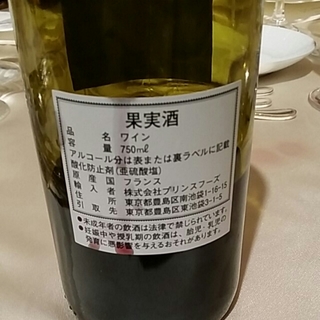 果実酒
品 名 ワイン
容 量 750mℓ
アルコール分は表または裏ラベルに記載
酸化防止剤(亜硫酸塩)
原 産 国 フランス
輸 入 者 株式会社プリンスフーズ
住 所 東京都豊島区南池袋1-16-15
引 取 先 東京都豊島区東池袋3-1-5
●未成年者の飲酒は法律で禁じられています。
●妊娠中や授乳期の飲酒は、胎児・乳児の
発育に悪影響を与えるおそれがあります。